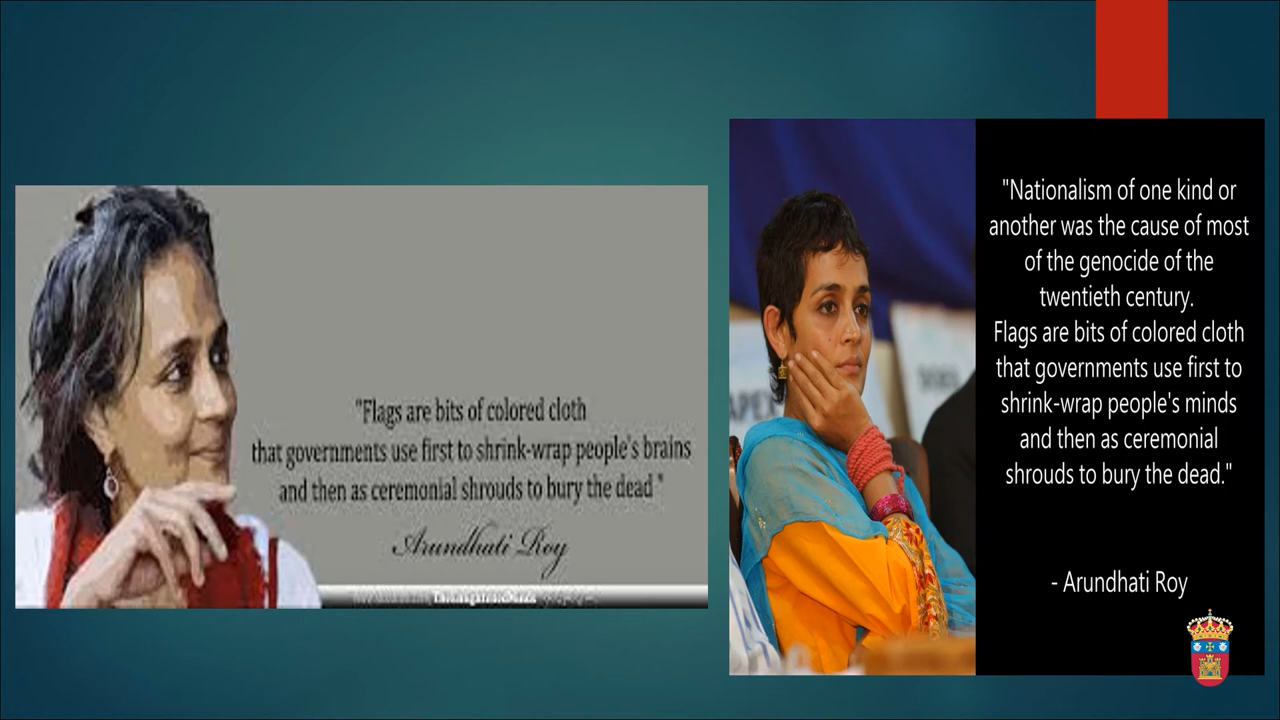 "Flags are bits of colored cloth
that governments use first to shrink-wrap people's brains
and then as ceremonial shrouds to bury the dead."
Arundhati Roy
"Nationalism of one kind or
another was the cause of most
of the genocide of the
twentieth century.
Flags are bits of colored cloth
that governments use first to
shrink-wrap people's minds
and then as ceremonial
shrouds to bury the dead."
- Arundhati Roy